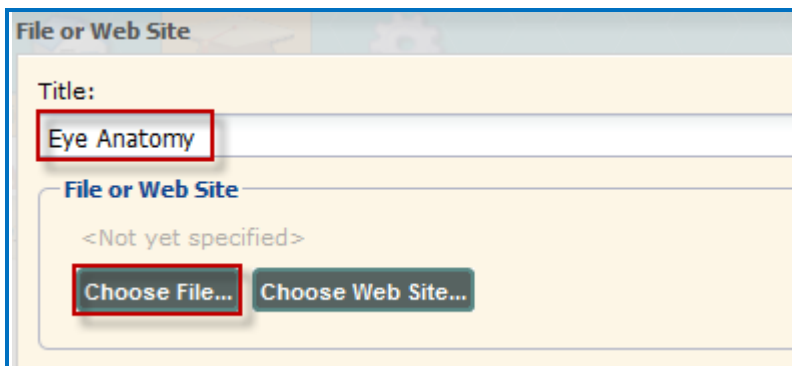 File or Web Site
Title:
Eye Anatomy
File or Web Site
<Not yet specified>
Choose File... Choose Web Site...